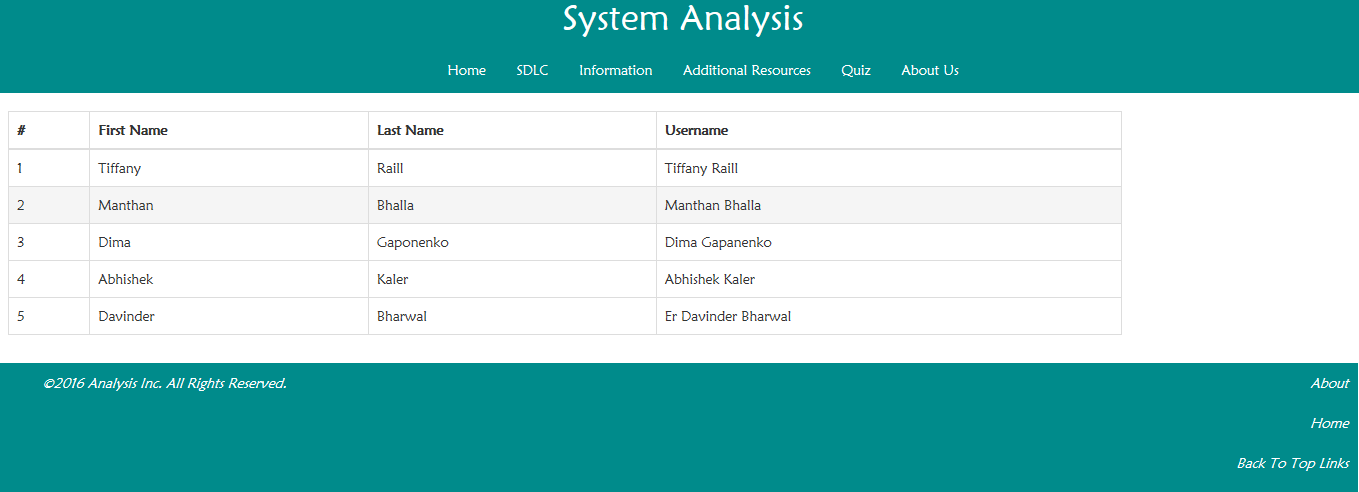 System Analysis
Home SDLC Information Additional Resources Quiz About Us
# First Name Last Name Username
1 Tiffany Raill Tiffany Raill
2 Manthan Bhalla Manthan Bhalla
3 Dima Gaponenko Dima Gapanenko
4 Abhishek Kaler Abhishek Kaler
5 Davinder Bharwal Er Davinder Bharwal
©2016 Analysis Inc. All Rights Reserved. About
Home
Back To Top Links